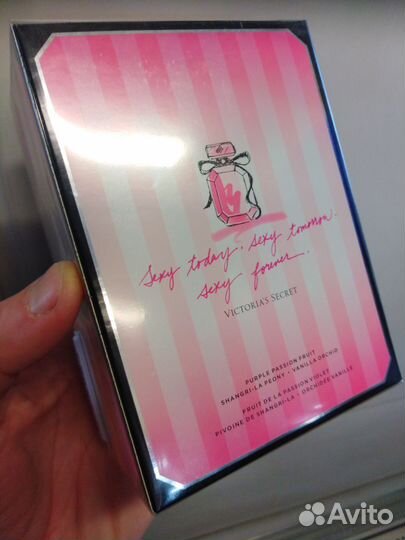 Sexy today. Sexy tomorrow.
Sexy forever.
VICTORIA'S SECRET
PURPLE PASSION FRUIT
SHANGRI-LA PEONY • VANILLA ORCHID
FRUIT DE LA PASSION VIOLET
PIVOINE DE SHANGRI-LA • ORCHIDÉE VANILLE
Avito